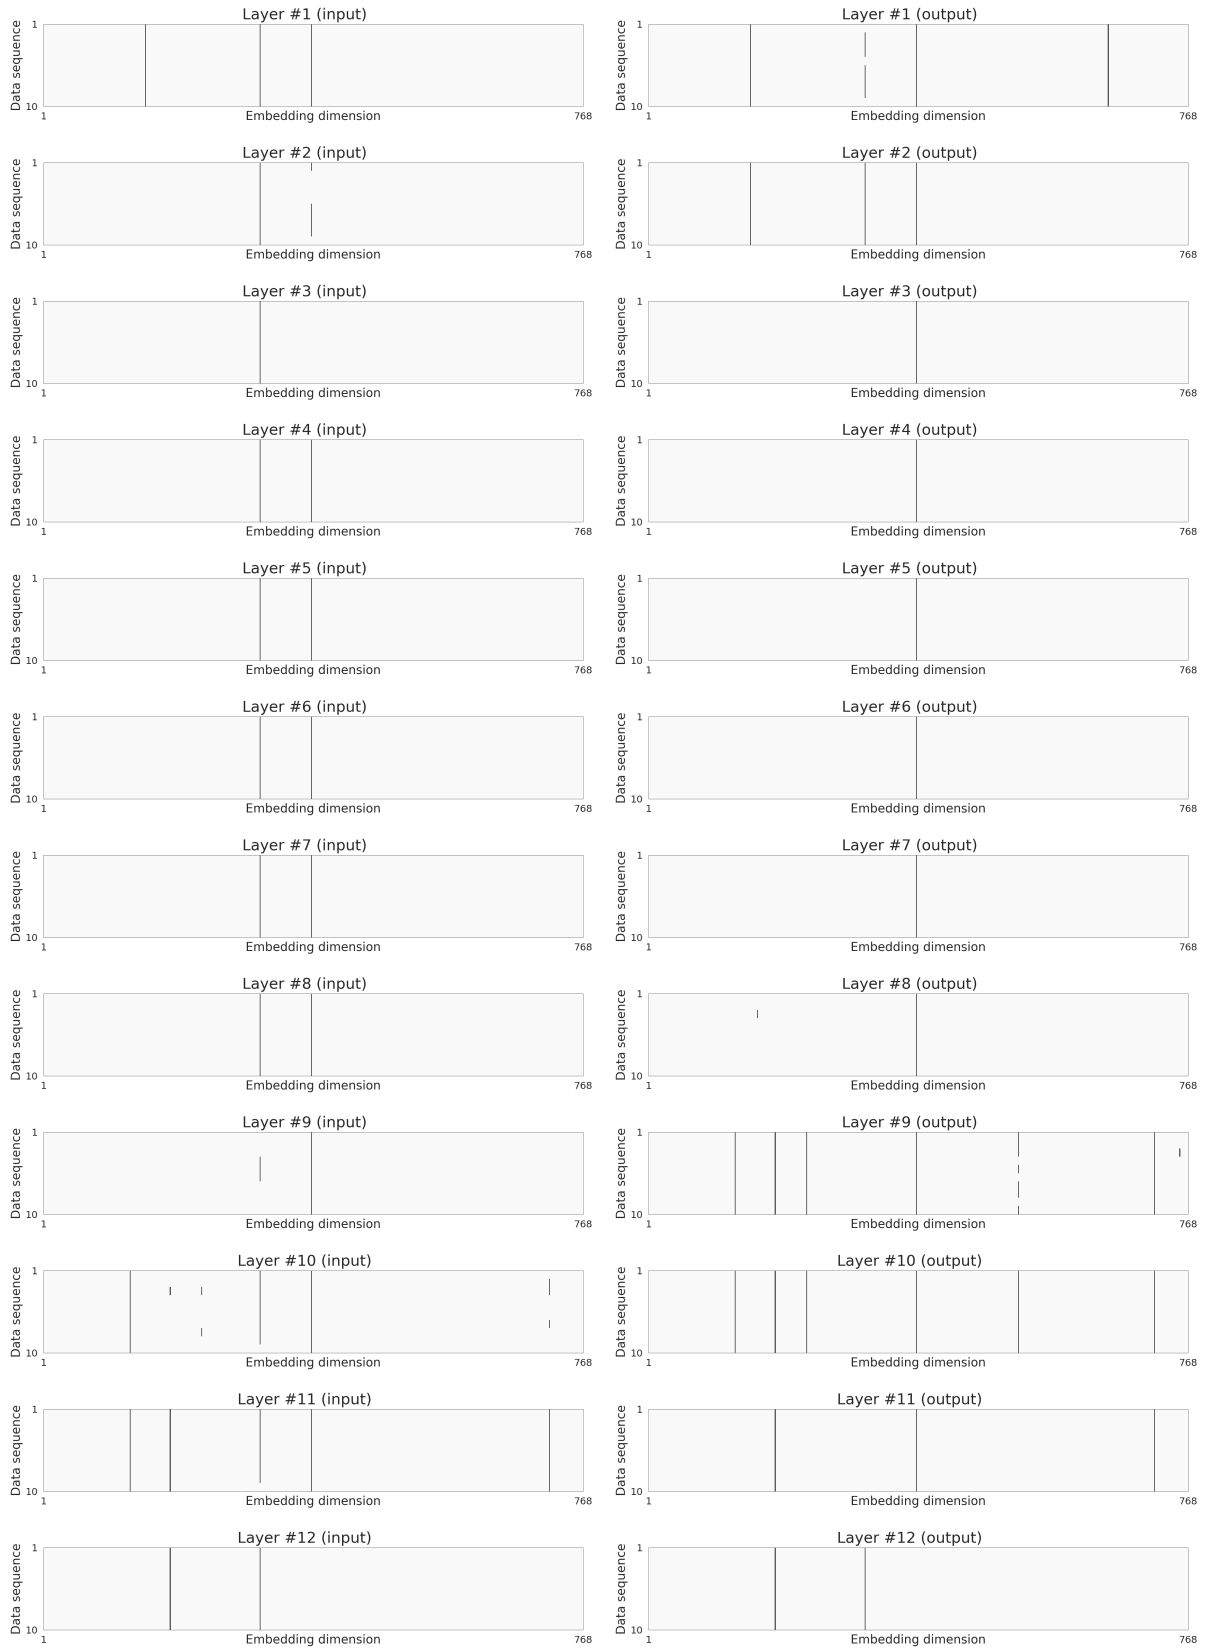 Layer #1 (input)
Data sequence
1
10
1
Embedding dimension
768
Layer #1 (output)
Data sequence
1
10
1
Embedding dimension
768
Layer #2 (input)
Data sequence
1
10
1
Embedding dimension
768
Layer #2 (output)
Data sequence
1
10
1
Embedding dimension
768
Layer #3 (input)
Data sequence
1
10
1
Embedding dimension
768
Layer #3 (output)
Data sequence
1
10
1
Embedding dimension
768
Layer #4 (input)
Data sequence
1
10
1
Embedding dimension
768
Layer #4 (output)
Data sequence
1
10
1
Embedding dimension
768
Layer #5 (input)
Data sequence
1
10
1
Embedding dimension
768
Layer #5 (output)
Data sequence
1
10
1
Embedding dimension
768
Layer #6 (input)
Data sequence
1
10
1
Embedding dimension
768
Layer #6 (output)
Data sequence
1
10
1
Embedding dimension
768
Layer #7 (input)
Data sequence
1
10
1
Embedding dimension
768
Layer #7 (output)
Data sequence
1
10
1
Embedding dimension
768
Layer #8 (input)
Data sequence
1
10
1
Embedding dimension
768
Layer #8 (output)
Data sequence
1
10
1
Embedding dimension
768
Layer #9 (input)
Data sequence
1
10
1
Embedding dimension
768
Layer #9 (output)
Data sequence
1
10
1
Embedding dimension
768
Layer #10 (input)
Data sequence
1
10
1
Embedding dimension
768
Layer #10 (output)
Data sequence
1
10
1
Embedding dimension
768
Layer #11 (input)
Data sequence
1
10
1
Embedding dimension
768
Layer #11 (output)
Data sequence
1
10
1
Embedding dimension
768
Layer #12 (input)
Data sequence
1
10
1
Embedding dimension
768
Layer #12 (output)
Data sequence
1
10
1
Embedding dimension
768